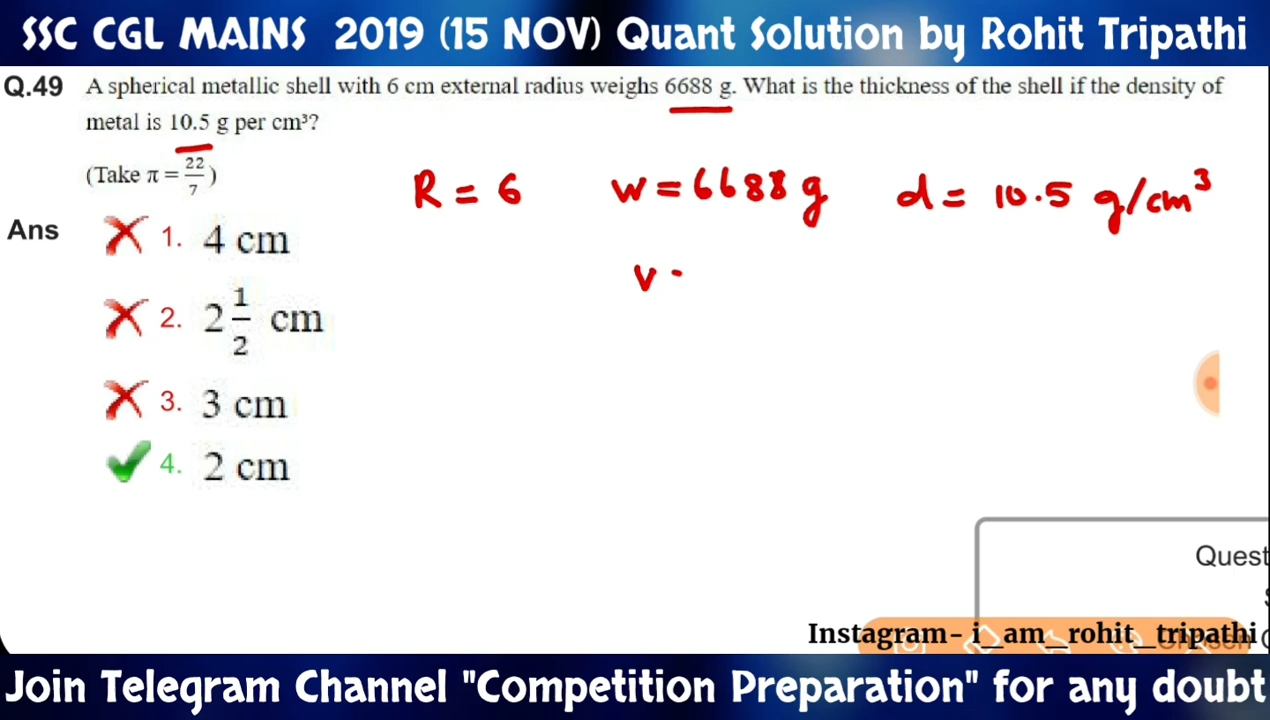 SSC CGL MAINS 2019 (15 NOV) Quant Solution by Rohit Tripathi
Q.49 A spherical metallic shell with 6 cm external radius weighs 6688 g. What is the thickness of the shell if the density of
metal is 10.5 g per cm³?
(Take π = 22/7)
R = 6 w = 6688 g d = 10.5 g/cm³
V
Ans 1. 4 cm
2. 2 1/2 cm
3. 3 cm
4. 2 cm
Quest
Instagram- i_am_rohit_tripathi
Join Telegram Channel "Competition Preparation" for any doubt